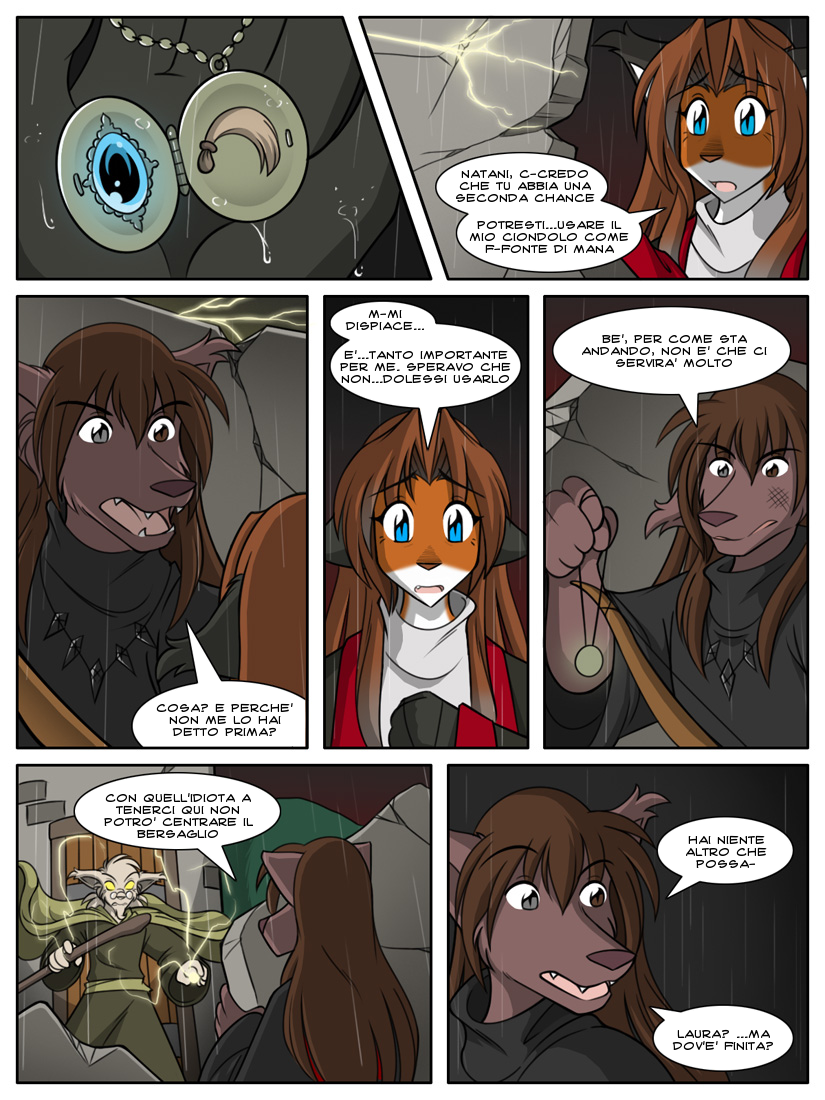 NATANI, C-CREDO
CHE TU ABBIA UNA
SECONDA CHANCE
POTRESTI...USARE IL
MIO CIONDOLO COME
F-FONTE DI MANA
COSA? E PERCHE'
NON ME LO HAI
DETTO PRIMA?
M-MI
DISPIACE...
E'...TANTO IMPORTANTE
PER ME. SPERAVO CHE
NON...DOLESSI USARLO
BE', PER COME STA
ANDANDO, NON E' CHE CI
SERVIRA' MOLTO
CON QUELL'IDIOTA A
TENERCI QUI NON
POTRO' CENTRARE IL
BERSAGLIO
HAI NIENTE
ALTRO CHE
POSSA-
LAURA? ...MA
DOV'E' FINITA?